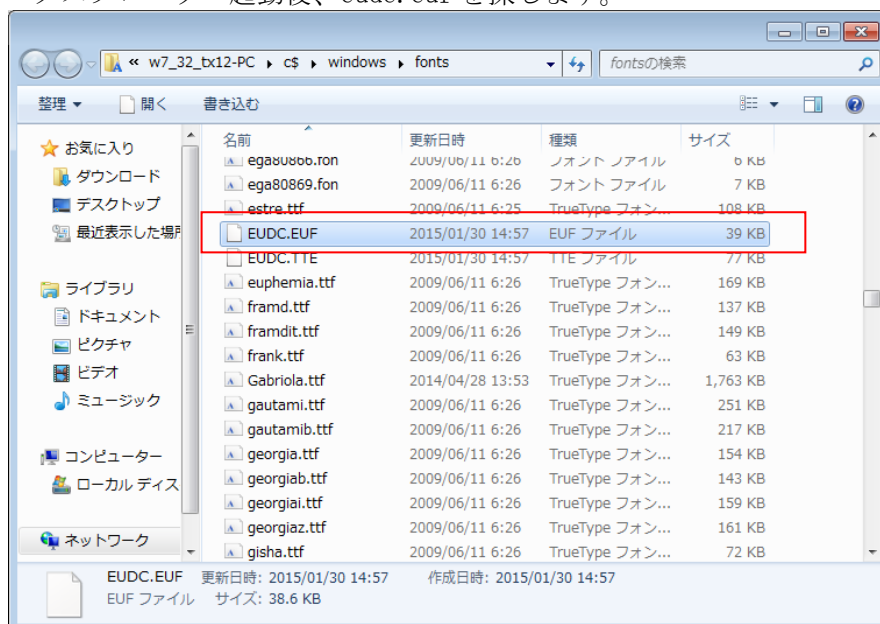 起動後、eudc.euf を探します。
« w7_32_tx12-PC ▸ c$ ▸ windows ▸ fonts
fontsの検索
整理 ▼ 開く 書き込む
お気に入り
ダウンロード
デスクトップ
最近表示した場所
ライブラリ
ドキュメント
ピクチャ
ビデオ
ミュージック
コンピューター
ローカル ディス
ネットワーク
名前 更新日時 種類 サイズ
ega80866.fon 2009/06/11 6:26 フォント ファイル 6 KB
ega80869.fon 2009/06/11 6:26 フォント ファイル 7 KB
estre.ttf 2009/06/11 6:25 TrueType フォン... 108 KB
EUDC.EUF 2015/01/30 14:57 EUF ファイル 39 KB
EUDC.TTE 2015/01/30 14:57 TTE ファイル 77 KB
euphemia.ttf 2009/06/11 6:26 TrueType フォン... 169 KB
framd.ttf 2009/06/11 6:26 TrueType フォン... 137 KB
framdit.ttf 2009/06/11 6:26 TrueType フォン... 149 KB
frank.ttf 2009/06/11 6:26 TrueType フォン... 63 KB
Gabriola.ttf 2014/04/28 13:53 TrueType フォン... 1,763 KB
gautami.ttf 2009/06/11 6:26 TrueType フォン... 251 KB
gautamib.ttf 2009/06/11 6:26 TrueType フォン... 217 KB
georgia.ttf 2009/06/11 6:26 TrueType フォン... 154 KB
georgiab.ttf 2009/06/11 6:26 TrueType フォン... 143 KB
georgiai.ttf 2009/06/11 6:26 TrueType フォン... 159 KB
georgiaz.ttf 2009/06/11 6:26 TrueType フォン... 161 KB
gisha.ttf 2009/06/11 6:26 TrueType フォン... 72 KB
EUDC.EUF 更新日時: 2015/01/30 14:57 作成日時: 2015/01/30 14:57
EUF ファイル サイズ: 38.6 KB